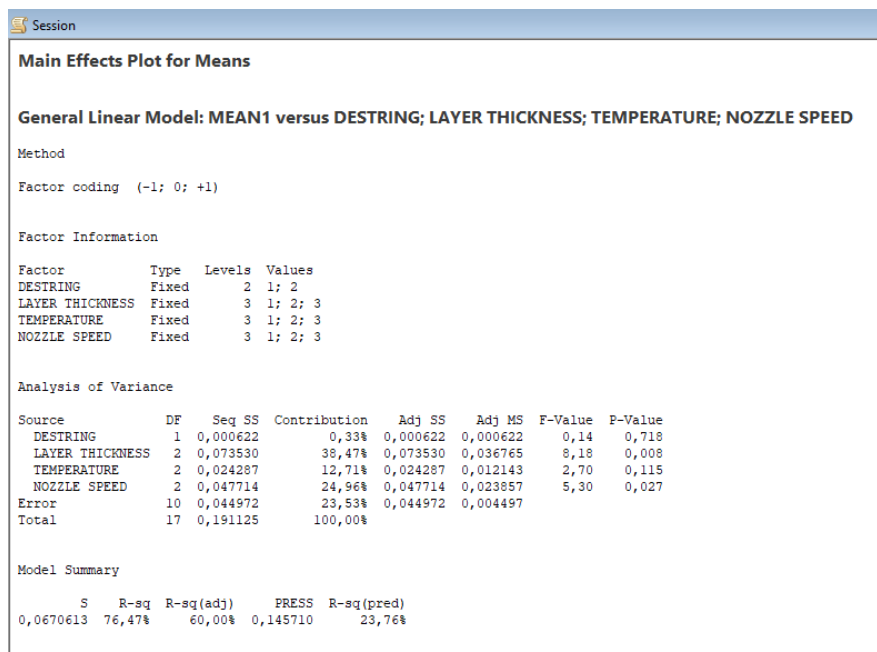 Session
Main Effects Plot for Means
General Linear Model: MEAN1 versus DESTRING; LAYER THICKNESS; TEMPERATURE; NOZZLE SPEED
Method
Factor coding (-1; 0; +1)
Factor Information
Factor Type Levels Values
DESTRING Fixed 2 1; 2
LAYER THICKNESS Fixed 3 1; 2; 3
TEMPERATURE Fixed 3 1; 2; 3
NOZZLE SPEED Fixed 3 1; 2; 3
Analysis of Variance
Source DF Seq SS Contribution Adj SS Adj MS F-Value P-Value
DESTRING 1 0,000622 0,33% 0,000622 0,000622 0,14 0,718
LAYER THICKNESS 2 0,073530 38,47% 0,073530 0,036765 8,18 0,008
TEMPERATURE 2 0,024287 12,71% 0,024287 0,012143 2,70 0,115
NOZZLE SPEED 2 0,047714 24,96% 0,047714 0,023857 5,30 0,027
Error 10 0,044972 23,53% 0,044972 0,004497
Total 17 0,191125 100,00%
Model Summary
S R-sq R-sq(adj) PRESS R-sq(pred)
0,0670613 76,47% 60,00% 0,145710 23,76%